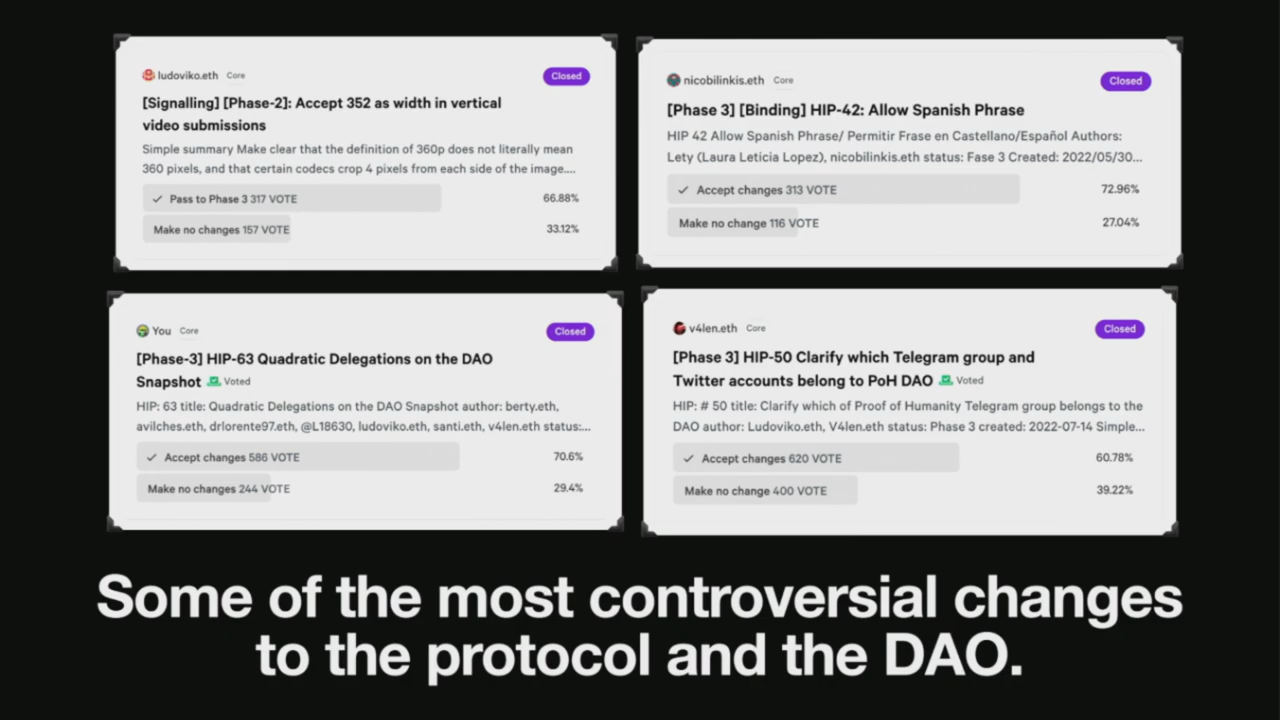 ludoviko.eth Core Closed
[Signalling] [Phase-2]: Accept 352 as width in vertical
video submissions
Simple summary Make clear that the definition of 360p does not literally mean
360 pixels, and that certain codecs crop 4 pixels from each side of the image....
Pass to Phase 3 317 VOTE 66.88%
Make no changes 157 VOTE 33.12%
nicobilinkis.eth Core Closed
[Phase 3] [Binding] HIP-42: Allow Spanish Phrase
HIP 42 Allow Spanish Phrase/ Permitir Frase en Castellano/Español Authors:
Lety (Laura Leticia Lopez), nicobilinkis.eth status: Fase 3 Created: 2022/05/30...
Accept changes 313 VOTE 72.96%
Make no change 116 VOTE 27.04%
You Core Closed
[Phase-3] HIP-63 Quadratic Delegations on the DAO
Snapshot Voted
HIP: 63 title: Quadratic Delegations on the DAO Snapshot author: berty.eth,
avilches.eth, drlorente97.eth, @L18630, ludoviko.eth, santi.eth, v4len.eth status:...
Accept changes 586 VOTE 70.6%
Make no changes 244 VOTE 29.4%
v4len.eth Core Closed
[Phase 3] HIP-50 Clarify which Telegram group and
Twitter accounts belong to PoH DAO Voted
HIP: # 50 title: Clarify which of Proof of Humanity Telegram group belongs to the
DAO author: Ludoviko.eth, V4len.eth status: Phase 3 created: 2022-07-14 Simple...
Accept changes 620 VOTE 60.78%
Make no change 400 VOTE 39.22%
Some of the most controversial changes
to the protocol and the DAO.